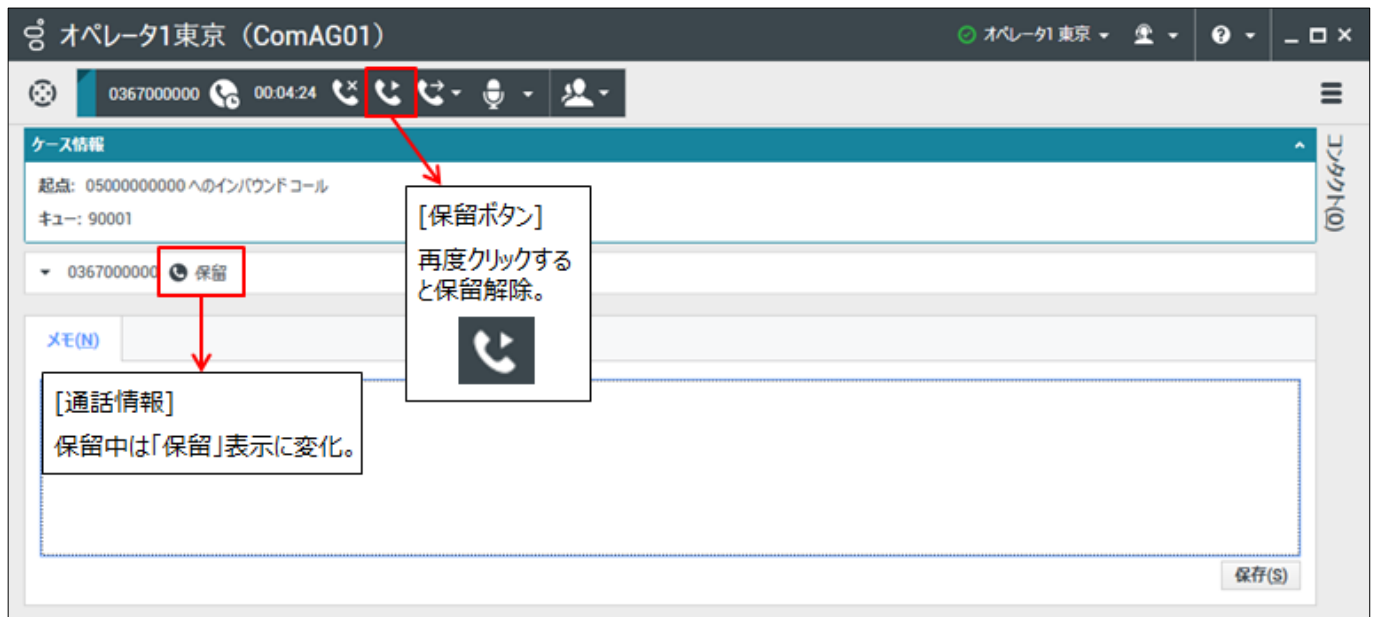 オペレータ1東京（ComAG01）
オペレータ1 東京
0367000000 00:04:24
ケース情報
起点: 05000000000 へのインバウンド コール
キュー: 90001
コンタクト(O)
0367000000 保留
[保留ボタン]
再度クリックする
と保留解除。
メモ(N)
[通話情報]
保留中は「保留」表示に変化。
保存(S)